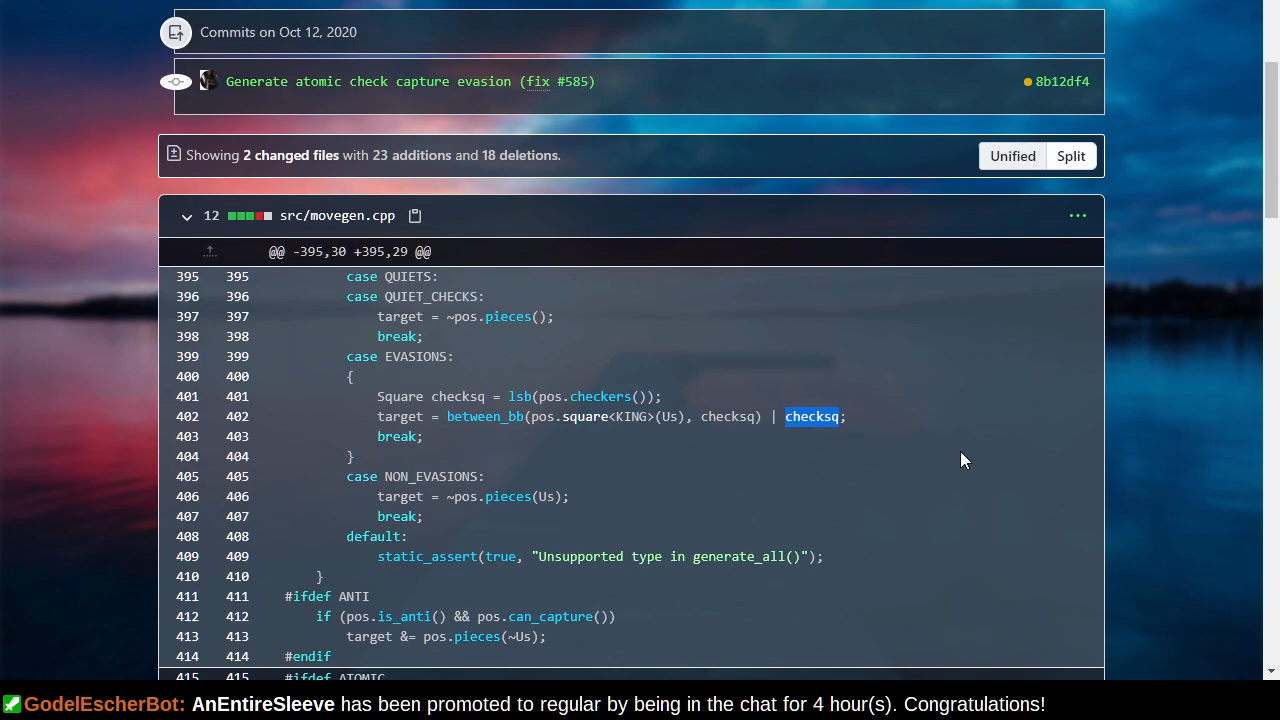 Commits on Oct 12, 2020
Generate atomic check capture evasion (fix #585) 8b12df4
Showing 2 changed files with 23 additions and 18 deletions. Unified Split
12 src/movegen.cpp
@@ -395,30 +395,29 @@
395 395 case QUIETS:
396 396 case QUIET_CHECKS:
397 397 target = ~pos.pieces();
398 398 break;
399 399 case EVASIONS:
400 400 {
401 401 Square checksq = lsb(pos.checkers());
402 402 target = between_bb(pos.square<KING>(Us), checksq) | checksq;
403 403 break;
404 404 }
405 405 case NON_EVASIONS:
406 406 target = ~pos.pieces(Us);
407 407 break;
408 408 default:
409 409 static_assert(true, "Unsupported type in generate_all()");
410 410 }
411 411 #ifdef ANTI
412 412 if (pos.is_anti() && pos.can_capture())
413 413 target &= pos.pieces(~Us);
414 414 #endif
415 415 #ifdef ATOMIC
GodelEscherBot: AnEntireSleeve has been promoted to regular by being in the chat for 4 hour(s). Congratulations!